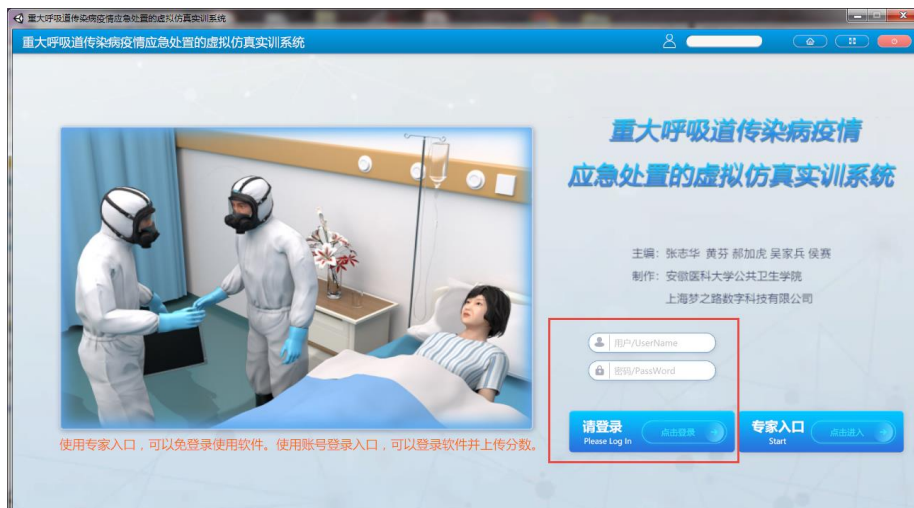 重大呼吸道传染病疫情应急处置的虚拟仿真实训系统
重大呼吸道传染病疫情应急处置的虚拟仿真实训系统
重大呼吸道传染病疫情
应急处置的虚拟仿真实训系统
主编：张志华 黄芬 郝加虎 吴家兵 侯赛
制作：安徽医科大学公共卫生学院
上海梦之路数字科技有限公司
用户/UserName
密码/PassWord
请登录
Please Log In
点击登录
专家入口
Start
点击进入
使用专家入口，可以免登录使用软件。使用账号登录入口，可以登录软件并上传分数。